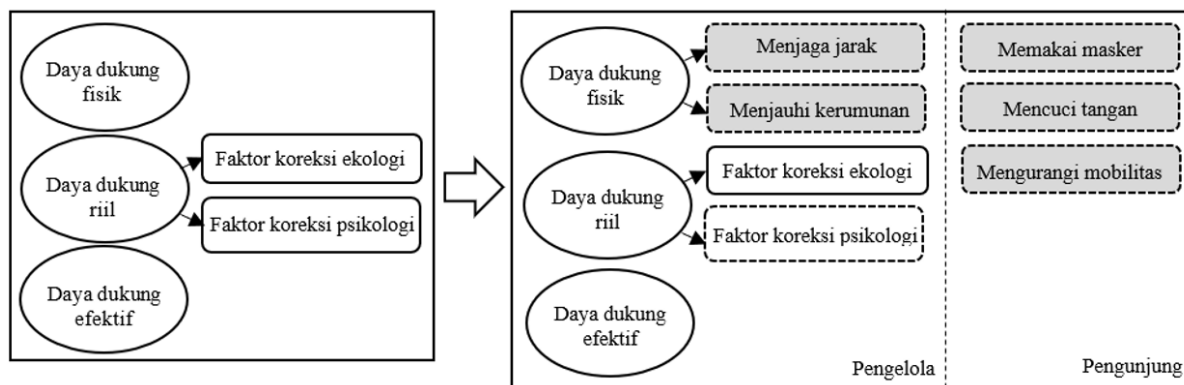 Daya dukung
fisik
Daya dukung
riil
Faktor koreksi ekologi
Faktor koreksi psikologi
Daya dukung
efektif
Daya dukung
fisik
Menjaga jarak
Menjauhi kerumunan
Daya dukung
riil
Faktor koreksi ekologi
Faktor koreksi psikologi
Daya dukung
efektif
Pengelola
Memakai masker
Mencuci tangan
Mengurangi mobilitas
Pengunjung